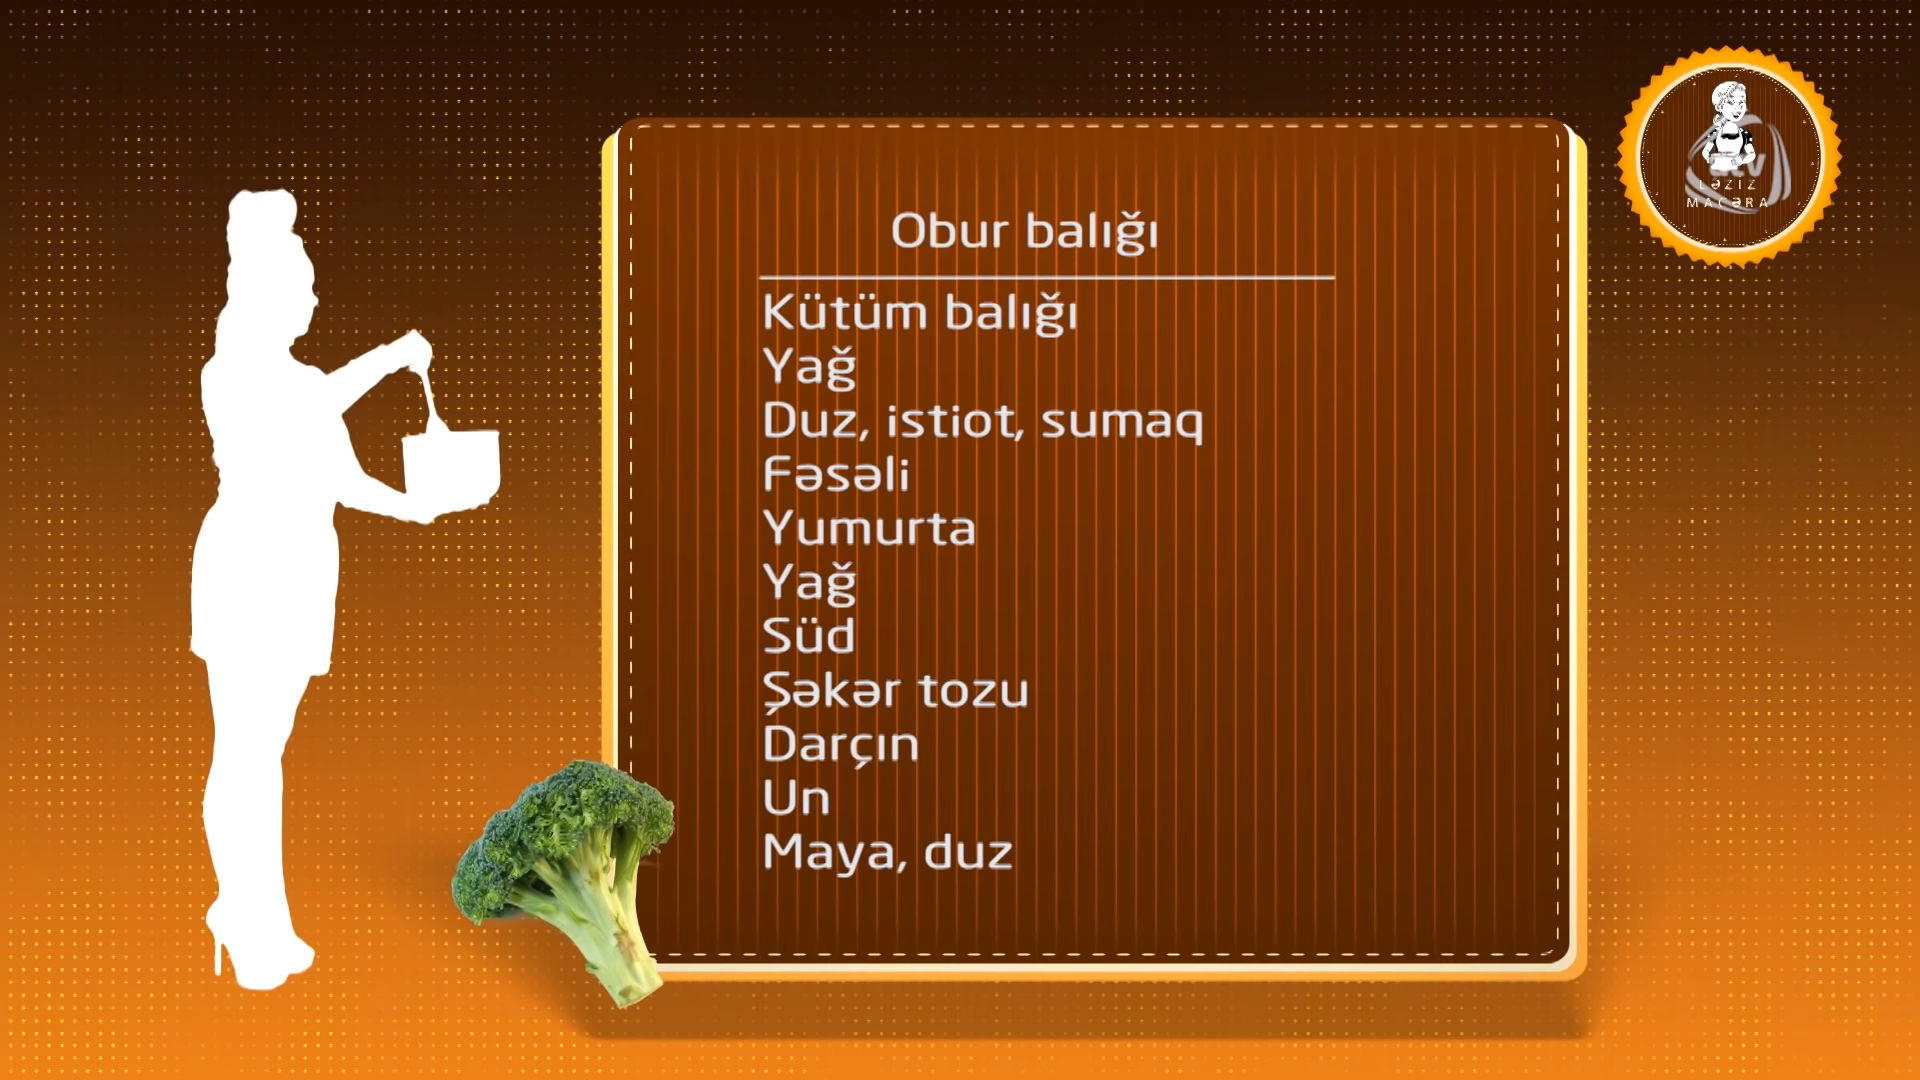 Obur balığı
Kütüm balığı
Yağ
Duz, istiot, sumaq
Fəsəli
Yumurta
Yağ
Süd
Şəkər tozu
Darçın
Un
Maya, duz
LƏZİZ
MACƏRA